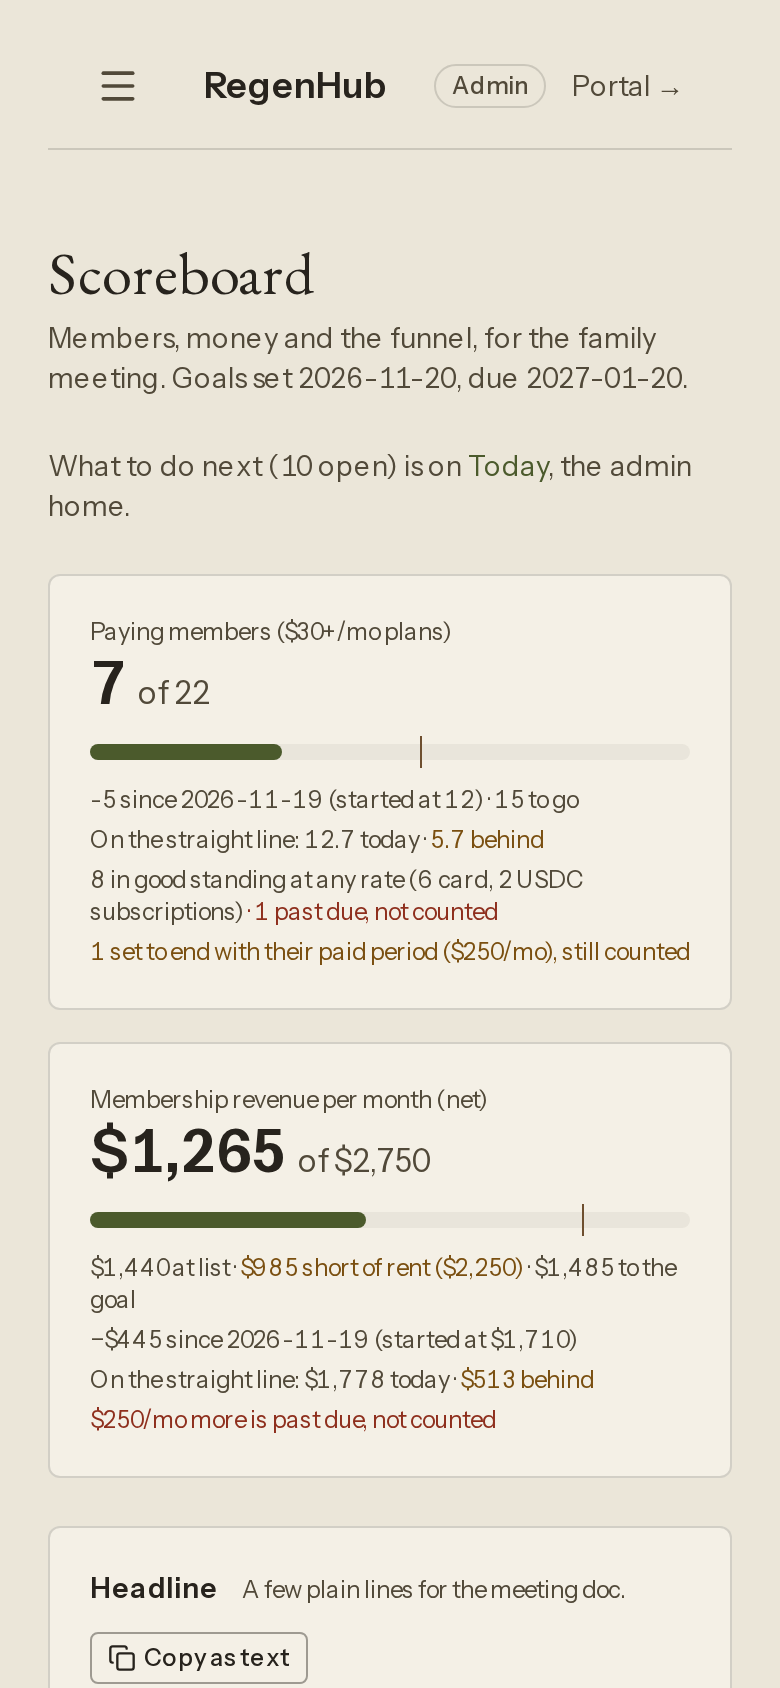 RegenHub
Admin
Portal →
Scoreboard
Members, money and the funnel, for the family
meeting. Goals set 2026-11-20, due 2027-01-20.
What to do next (10 open) is on Today, the admin
home.
Paying members ($30+/mo plans)
7 of 22
-5 since 2026-11-19 (started at 12) · 15 to go
On the straight line: 12.7 today · 5.7 behind
8 in good standing at any rate (6 card, 2 USDC
subscriptions) · 1 past due, not counted
1 set to end with their paid period ($250/mo), still counted
Membership revenue per month (net)
$1,265 of $2,750
$1,440 at list · $985 short of rent ($2,250) · $1,485 to the
goal
−$445 since 2026-11-19 (started at $1,710)
On the straight line: $1,778 today · $513 behind
$250/mo more is past due, not counted
Headline A few plain lines for the meeting doc.
Copy as text